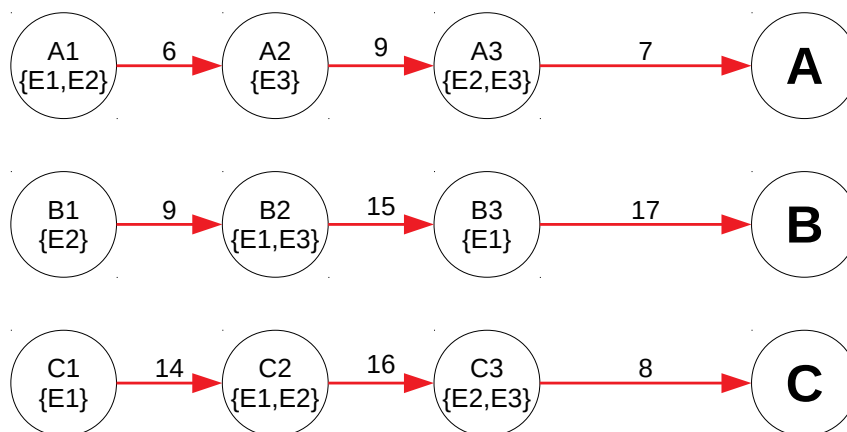 A1 6 A2 9 A3 7 A
{E1,E2} {E3} {E2,E3}
B1 9 B2 15 B3 17 B
{E2} {E1,E3} {E1}
C1 14 C2 16 C3 8 C
{E1} {E1,E2} {E2,E3}